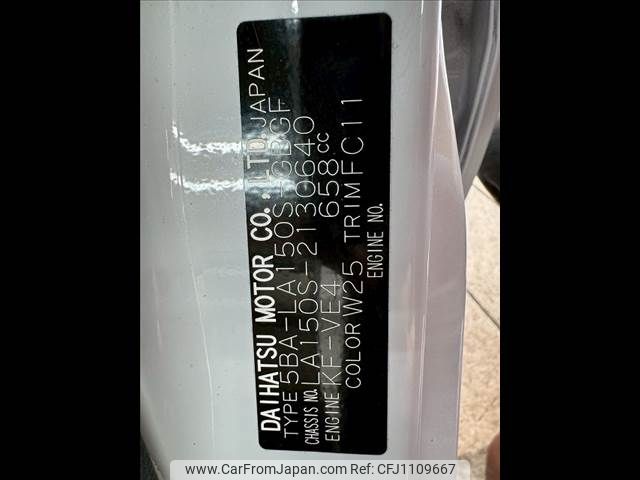 DAIHATSU MOTOR CO., LTD. JAPAN
TYPE 5BA-LA150S-GBGF
CHASSIS NO. LA150S-2130640
ENGINE KF-VE4 658cc
COLOR W25 TRIM FC11
ENGINE NO.
www.CarFromJapan.com | CFJ1109667